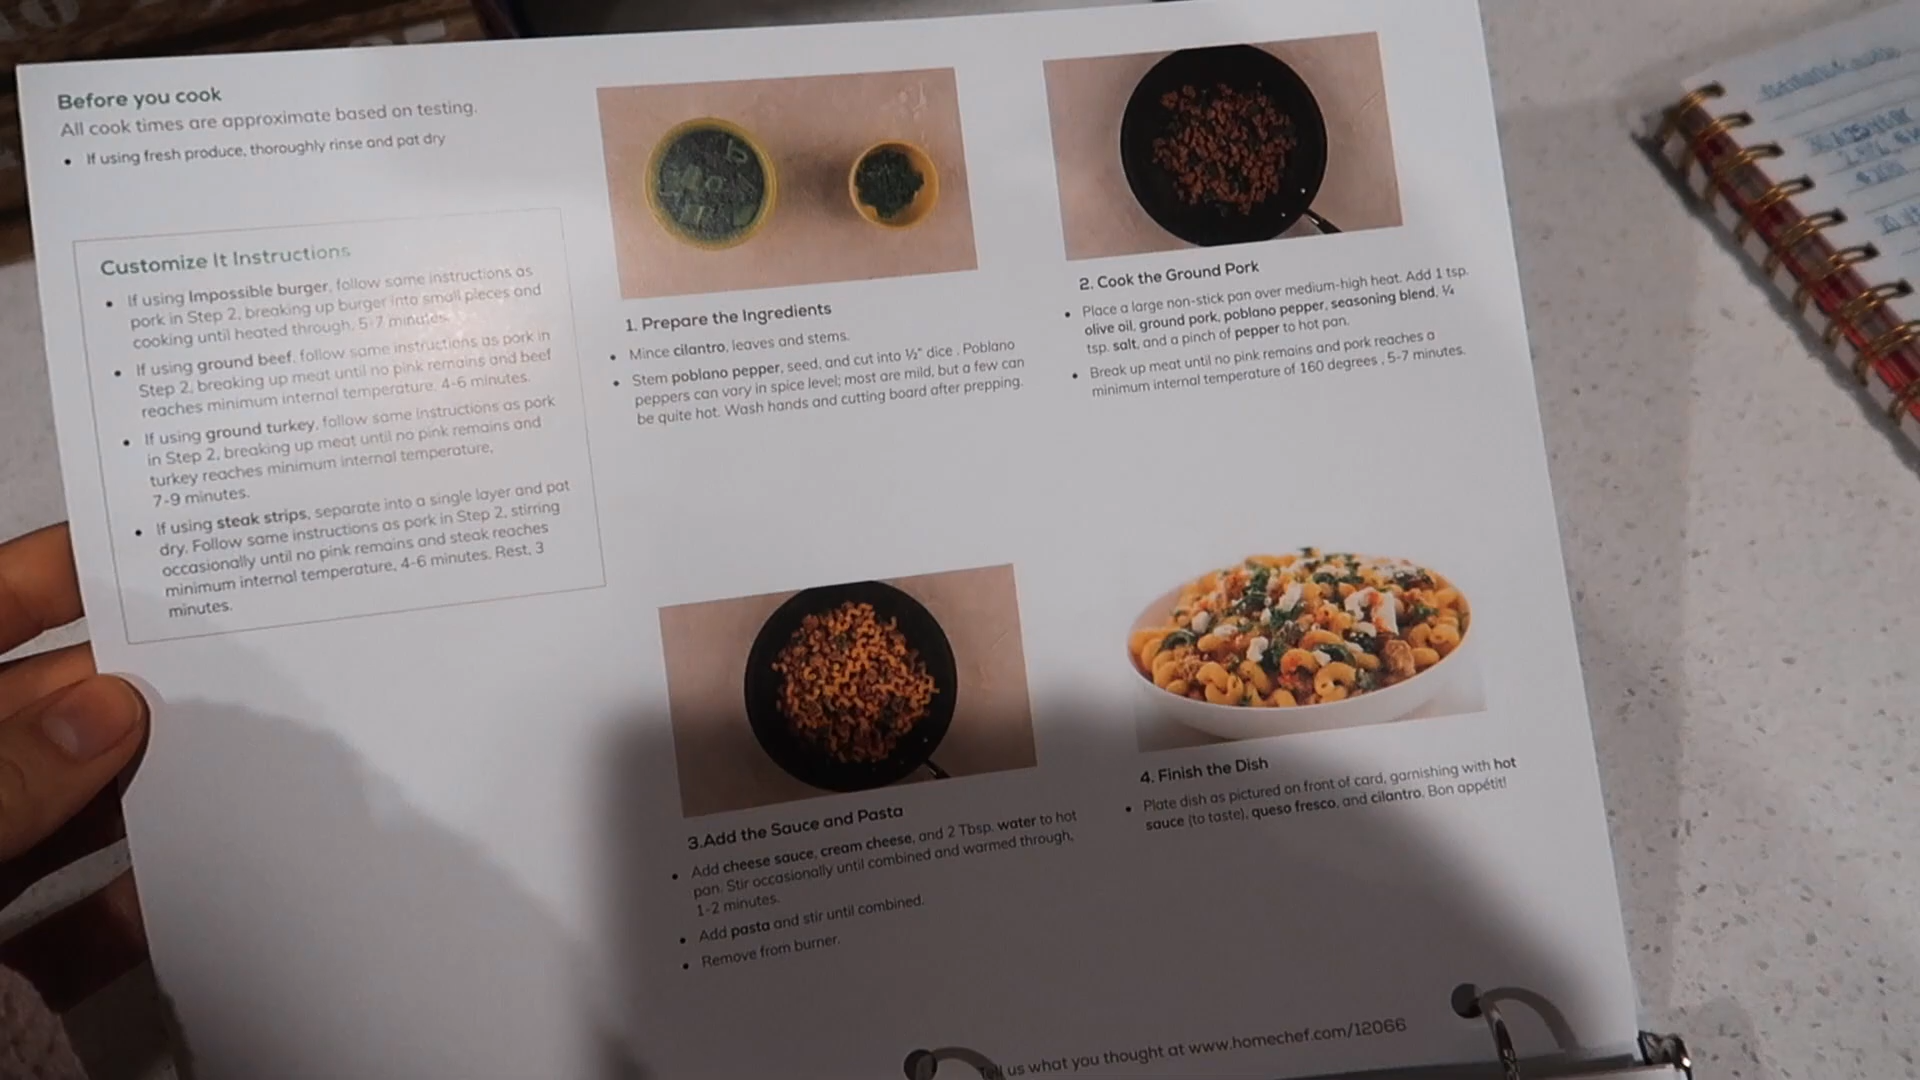 Before you cook
All cook times are approximate based on testing.
• If using fresh produce, thoroughly rinse and pat dry
Customize It Instructions
• If using Impossible burger, follow same instructions as
pork in Step 2, breaking up burger into small pieces and
cooking until heated through, 5-7 minutes.
• If using ground beef, follow same instructions as pork in
Step 2, breaking up meat until no pink remains and beef
reaches minimum internal temperature, 4-6 minutes.
• If using ground turkey, follow same instructions as pork
in Step 2, breaking up meat until no pink remains and
turkey reaches minimum internal temperature,
7-9 minutes.
• If using steak strips, separate into a single layer and pat
dry. Follow same instructions as pork in Step 2, stirring
occasionally until no pink remains and steak reaches
minimum internal temperature, 4-6 minutes. Rest, 3
minutes.
1. Prepare the Ingredients
• Mince cilantro, leaves and stems.
• Stem poblano pepper, seed, and cut into ½" dice . Poblano
peppers can vary in spice level; most are mild, but a few can
be quite hot. Wash hands and cutting board after prepping.
2. Cook the Ground Pork
• Place a large non-stick pan over medium-high heat. Add 1 tsp.
olive oil, ground pork, poblano pepper, seasoning blend, ¼
tsp. salt, and a pinch of pepper to hot pan.
• Break up meat until no pink remains and pork reaches a
minimum internal temperature of 160 degrees , 5-7 minutes.
3.Add the Sauce and Pasta
• Add cheese sauce, cream cheese, and 2 Tbsp. water to hot
pan. Stir occasionally until combined and warmed through,
1-2 minutes.
• Add pasta and stir until combined.
• Remove from burner.
4. Finish the Dish
• Plate dish as pictured on front of card, garnishing with hot
sauce (to taste), queso fresco, and cilantro. Bon appétit!
Tell us what you thought at www.homechef.com/12066